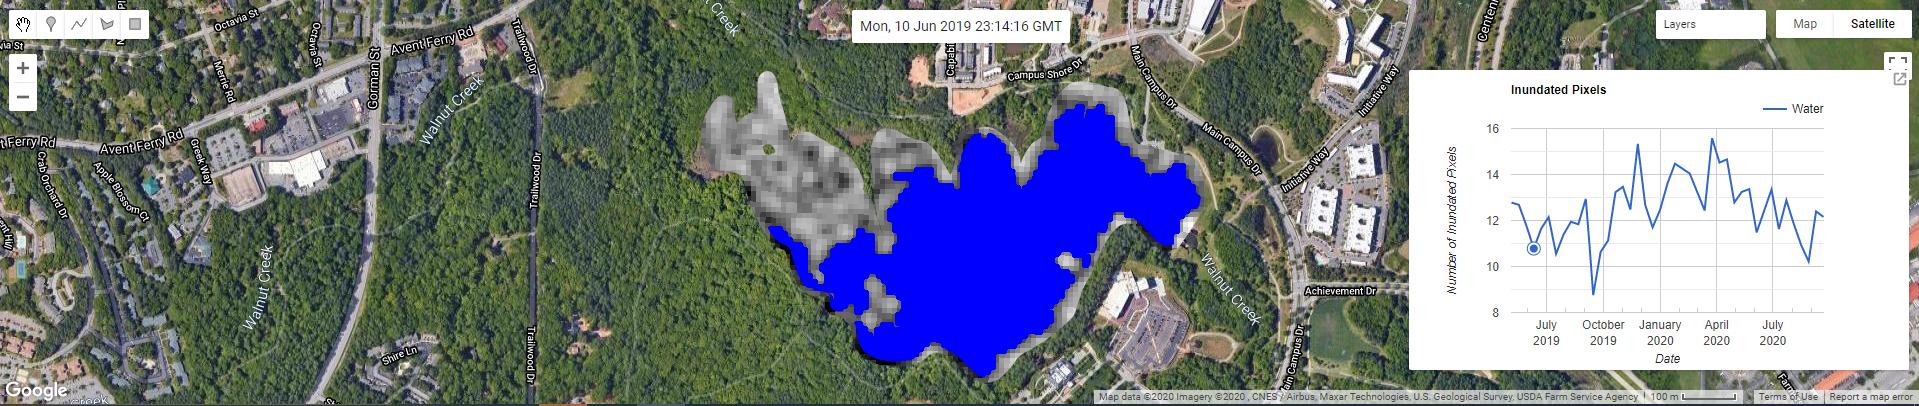 Octavia St
Octavia St
Avent Ferry Rd
Trailwood Dr
Merrie Rd
Gorman St
Walnut Creek
k Creek
Mon, 10 Jun 2019 23:14:16 GMT
Layers
Map
Satellite
+
−
Capabi
Campus Shore Dr
Main Campus Dr
Initiative Way
Centen
t Ferry Rd
Avent Ferry Rd
Greek Way
Crab Orchard Dr
Apple Blossom Ct
Trailwood Dr
Main Campus Dr
Initiative Way
Walnut Creek
Walnut Creek
Achievement Dr
Inundated Pixels
Water
Number of Inundated Pixels
16
14
12
10
8
July
2019
October
2019
January
2020
April
2020
July
2020
Date
Shire Ln
Trailwood Dr
ain Campus Dr
Farm
Google
Creek
Map data ©2020 Imagery ©2020 , CNES / Airbus, Maxar Technologies, U.S. Geological Survey, USDA Farm Service Agency
100 m
Terms of Use
Report a map error